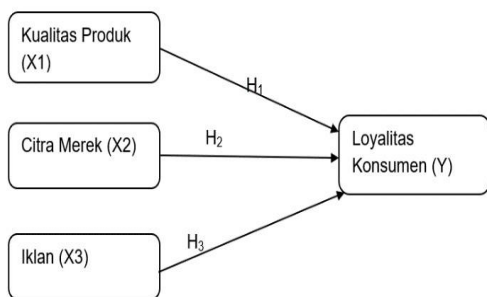 Kualitas Produk
(X1)
H₁
Citra Merek (X2)
H₂
Loyalitas
Konsumen (Y)
Iklan (X3)
H₃